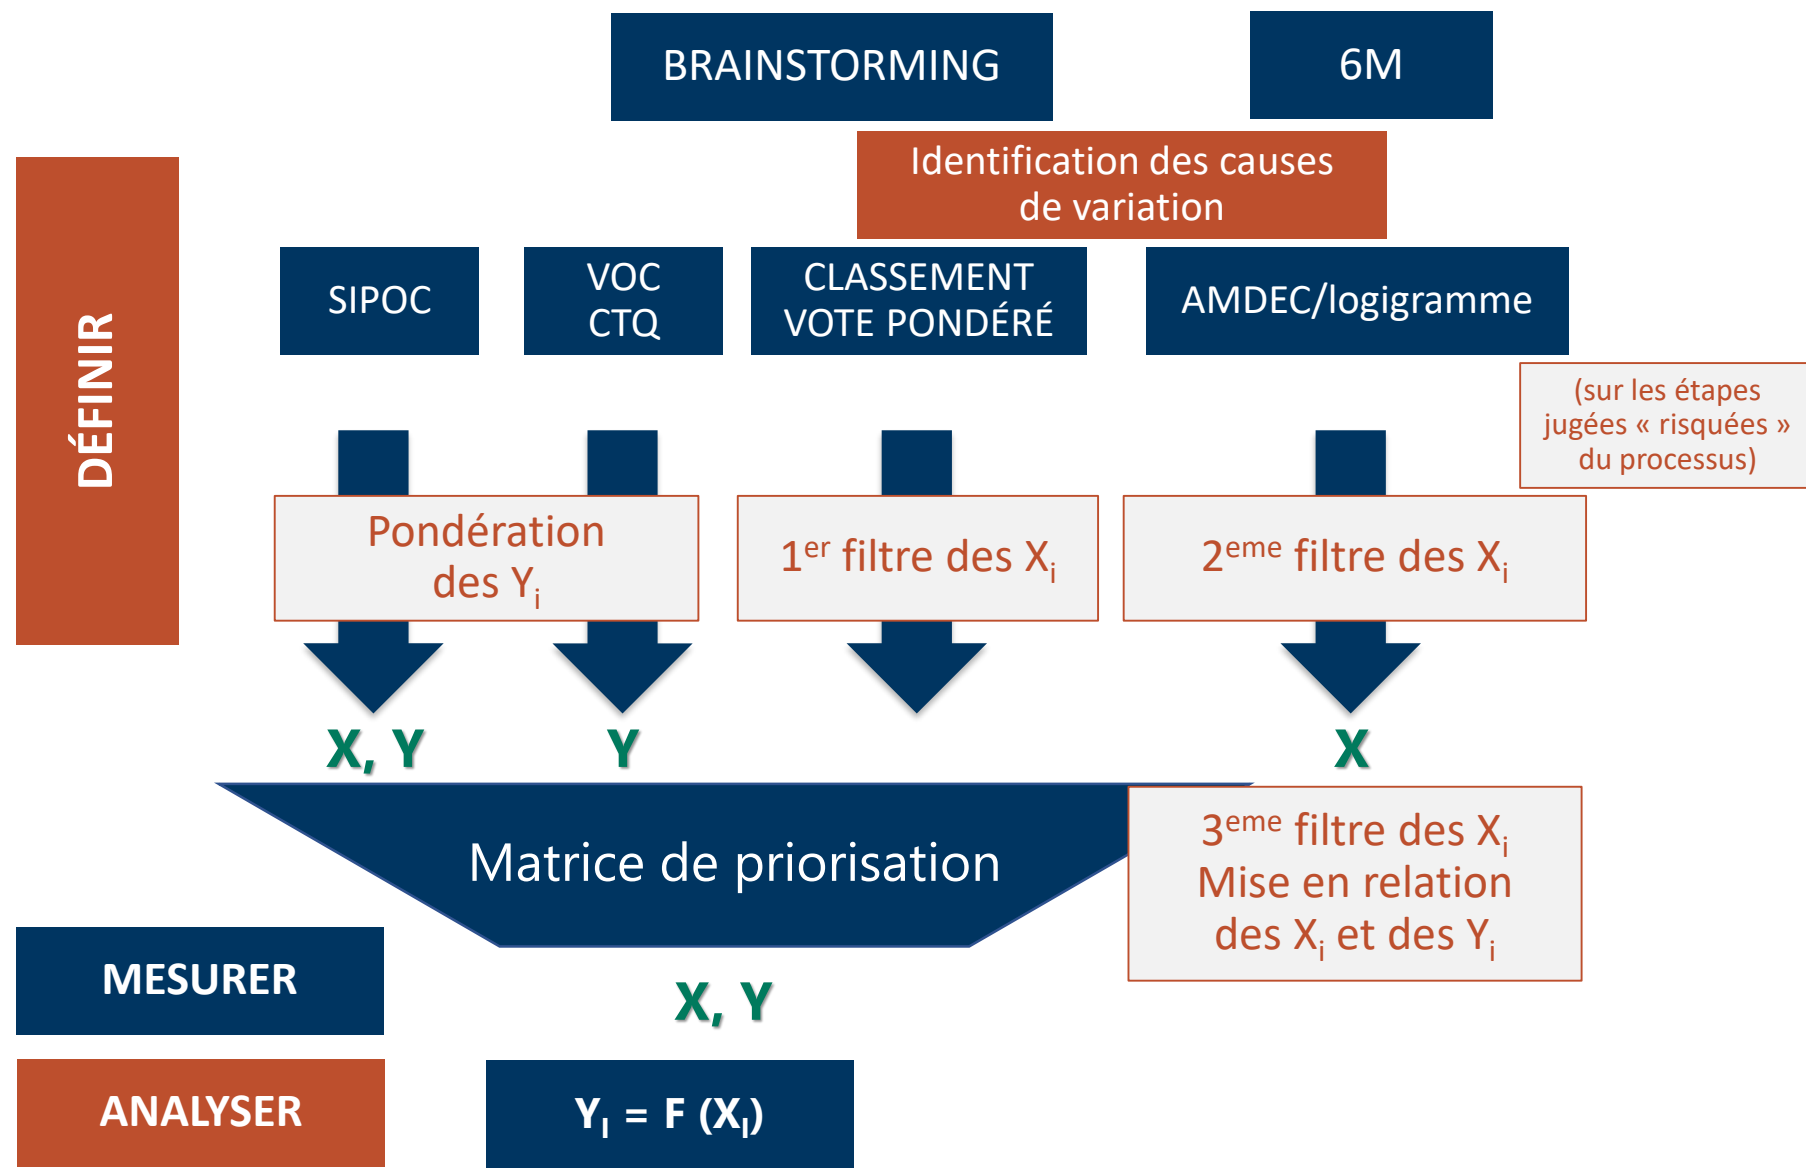 BRAINSTORMING
6M
Identification des causes
de variation
DÉFINIR
SIPOC
VOC
CTQ
CLASSEMENT
VOTE PONDÉRÉ
AMDEC/logigramme
(sur les étapes
jugées « risquées »
du processus)
Pondération
des Yi
1er filtre des Xi
2eme filtre des Xi
X, Y
Y
X
Matrice de priorisation
3eme filtre des Xi
Mise en relation
des Xi et des Yi
MESURER
X, Y
ANALYSER
YI = F (XI)